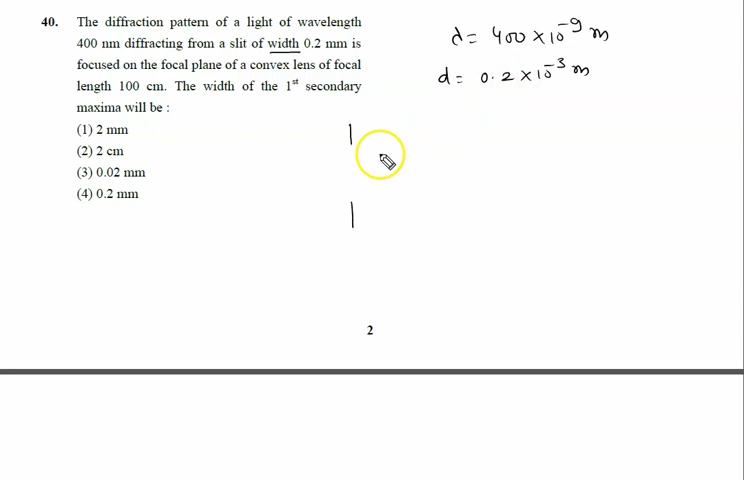 40. The diffraction pattern of a light of wavelength
400 nm diffracting from a slit of width 0.2 mm is
focused on the focal plane of a convex lens of focal
length 100 cm. The width of the 1st secondary
maxima will be :
(1) 2 mm
(2) 2 cm
(3) 0.02 mm
(4) 0.2 mm
d = 400 × 10⁻⁹ m
d = 0.2 × 10⁻³ m
2